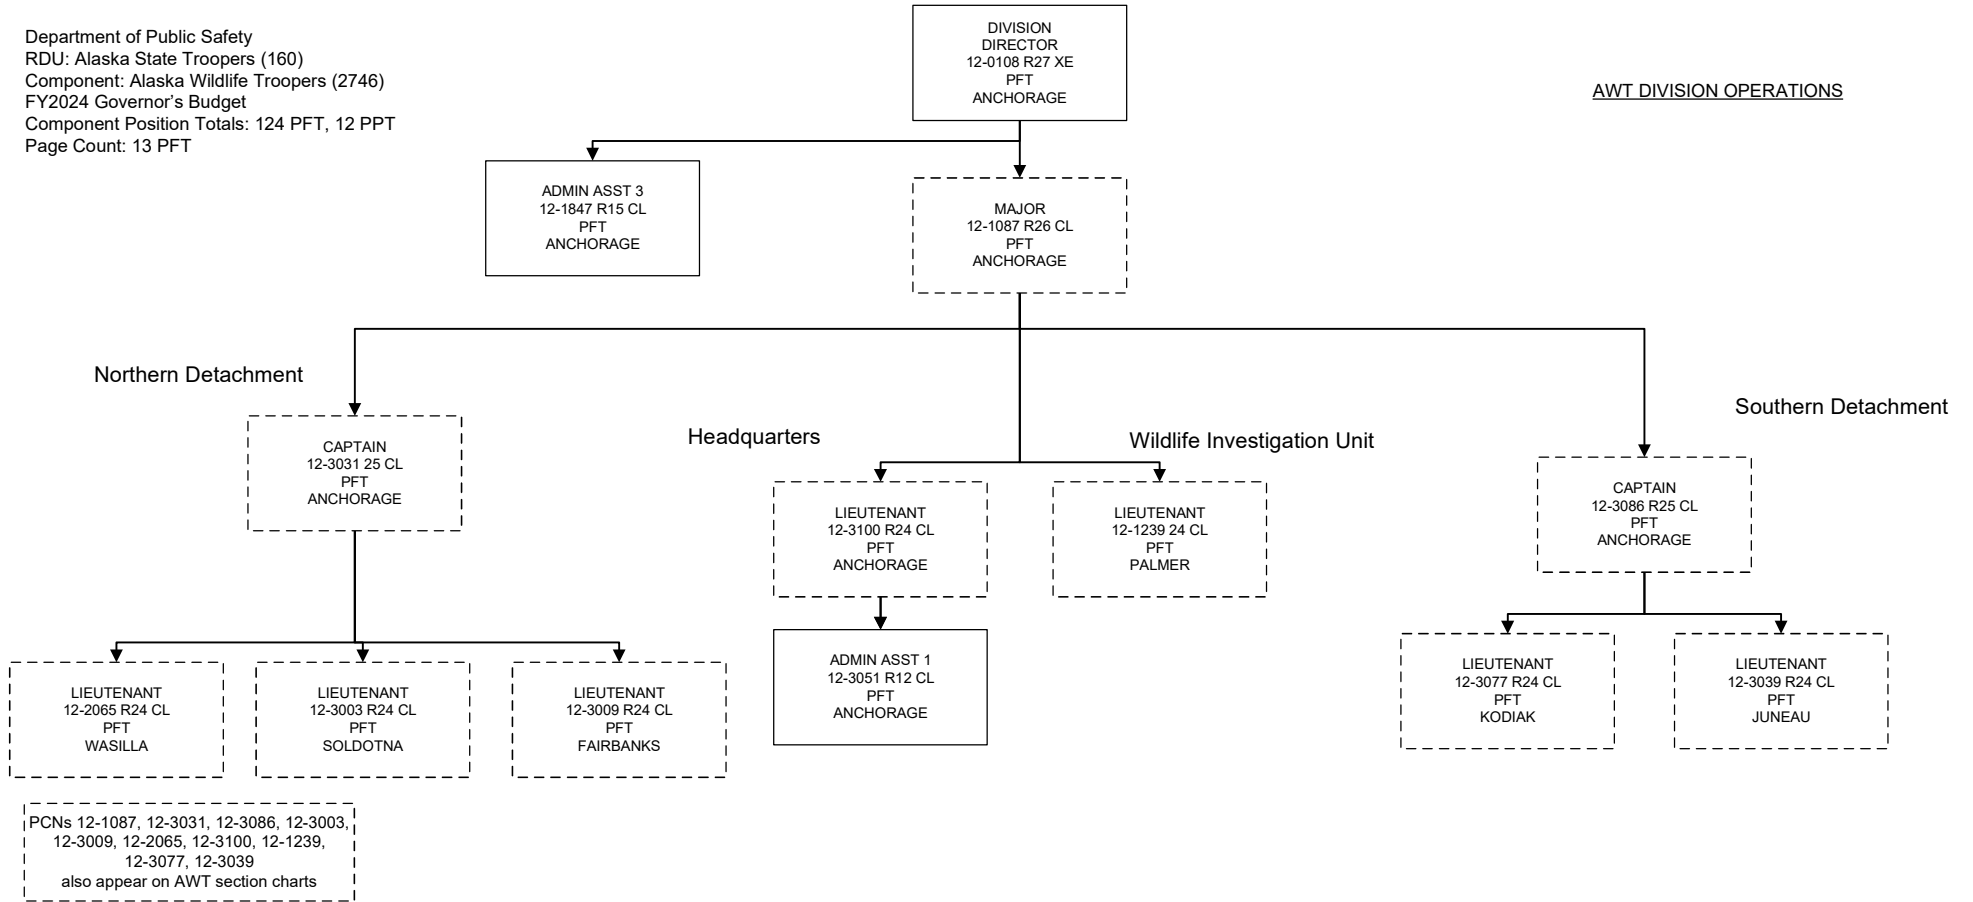 Department of Public Safety
RDU: Alaska State Troopers (160)
Component: Alaska Wildlife Troopers (2746)
FY2024 Governor’s Budget
Component Position Totals: 124 PFT, 12 PPT
Page Count: 13 PFT
DIVISION
DIRECTOR
12-0108 R27 XE
PFT
ANCHORAGE
AWT DIVISION OPERATIONS
ADMIN ASST 3
12-1847 R15 CL
PFT
ANCHORAGE
MAJOR
12-1087 R26 CL
PFT
ANCHORAGE
Northern Detachment
CAPTAIN
12-3031 25 CL
PFT
ANCHORAGE
Headquarters
Wildlife Investigation Unit
Southern Detachment
LIEUTENANT
12-3100 R24 CL
PFT
ANCHORAGE
LIEUTENANT
12-1239 24 CL
PFT
PALMER
CAPTAIN
12-3086 R25 CL
PFT
ANCHORAGE
LIEUTENANT
12-2065 R24 CL
PFT
WASILLA
LIEUTENANT
12-3003 R24 CL
PFT
SOLDOTNA
LIEUTENANT
12-3009 R24 CL
PFT
FAIRBANKS
ADMIN ASST 1
12-3051 R12 CL
PFT
ANCHORAGE
LIEUTENANT
12-3077 R24 CL
PFT
KODIAK
LIEUTENANT
12-3039 R24 CL
PFT
JUNEAU
PCNs 12-1087, 12-3031, 12-3086, 12-3003,
12-3009, 12-2065, 12-3100, 12-1239,
12-3077, 12-3039
also appear on AWT section charts